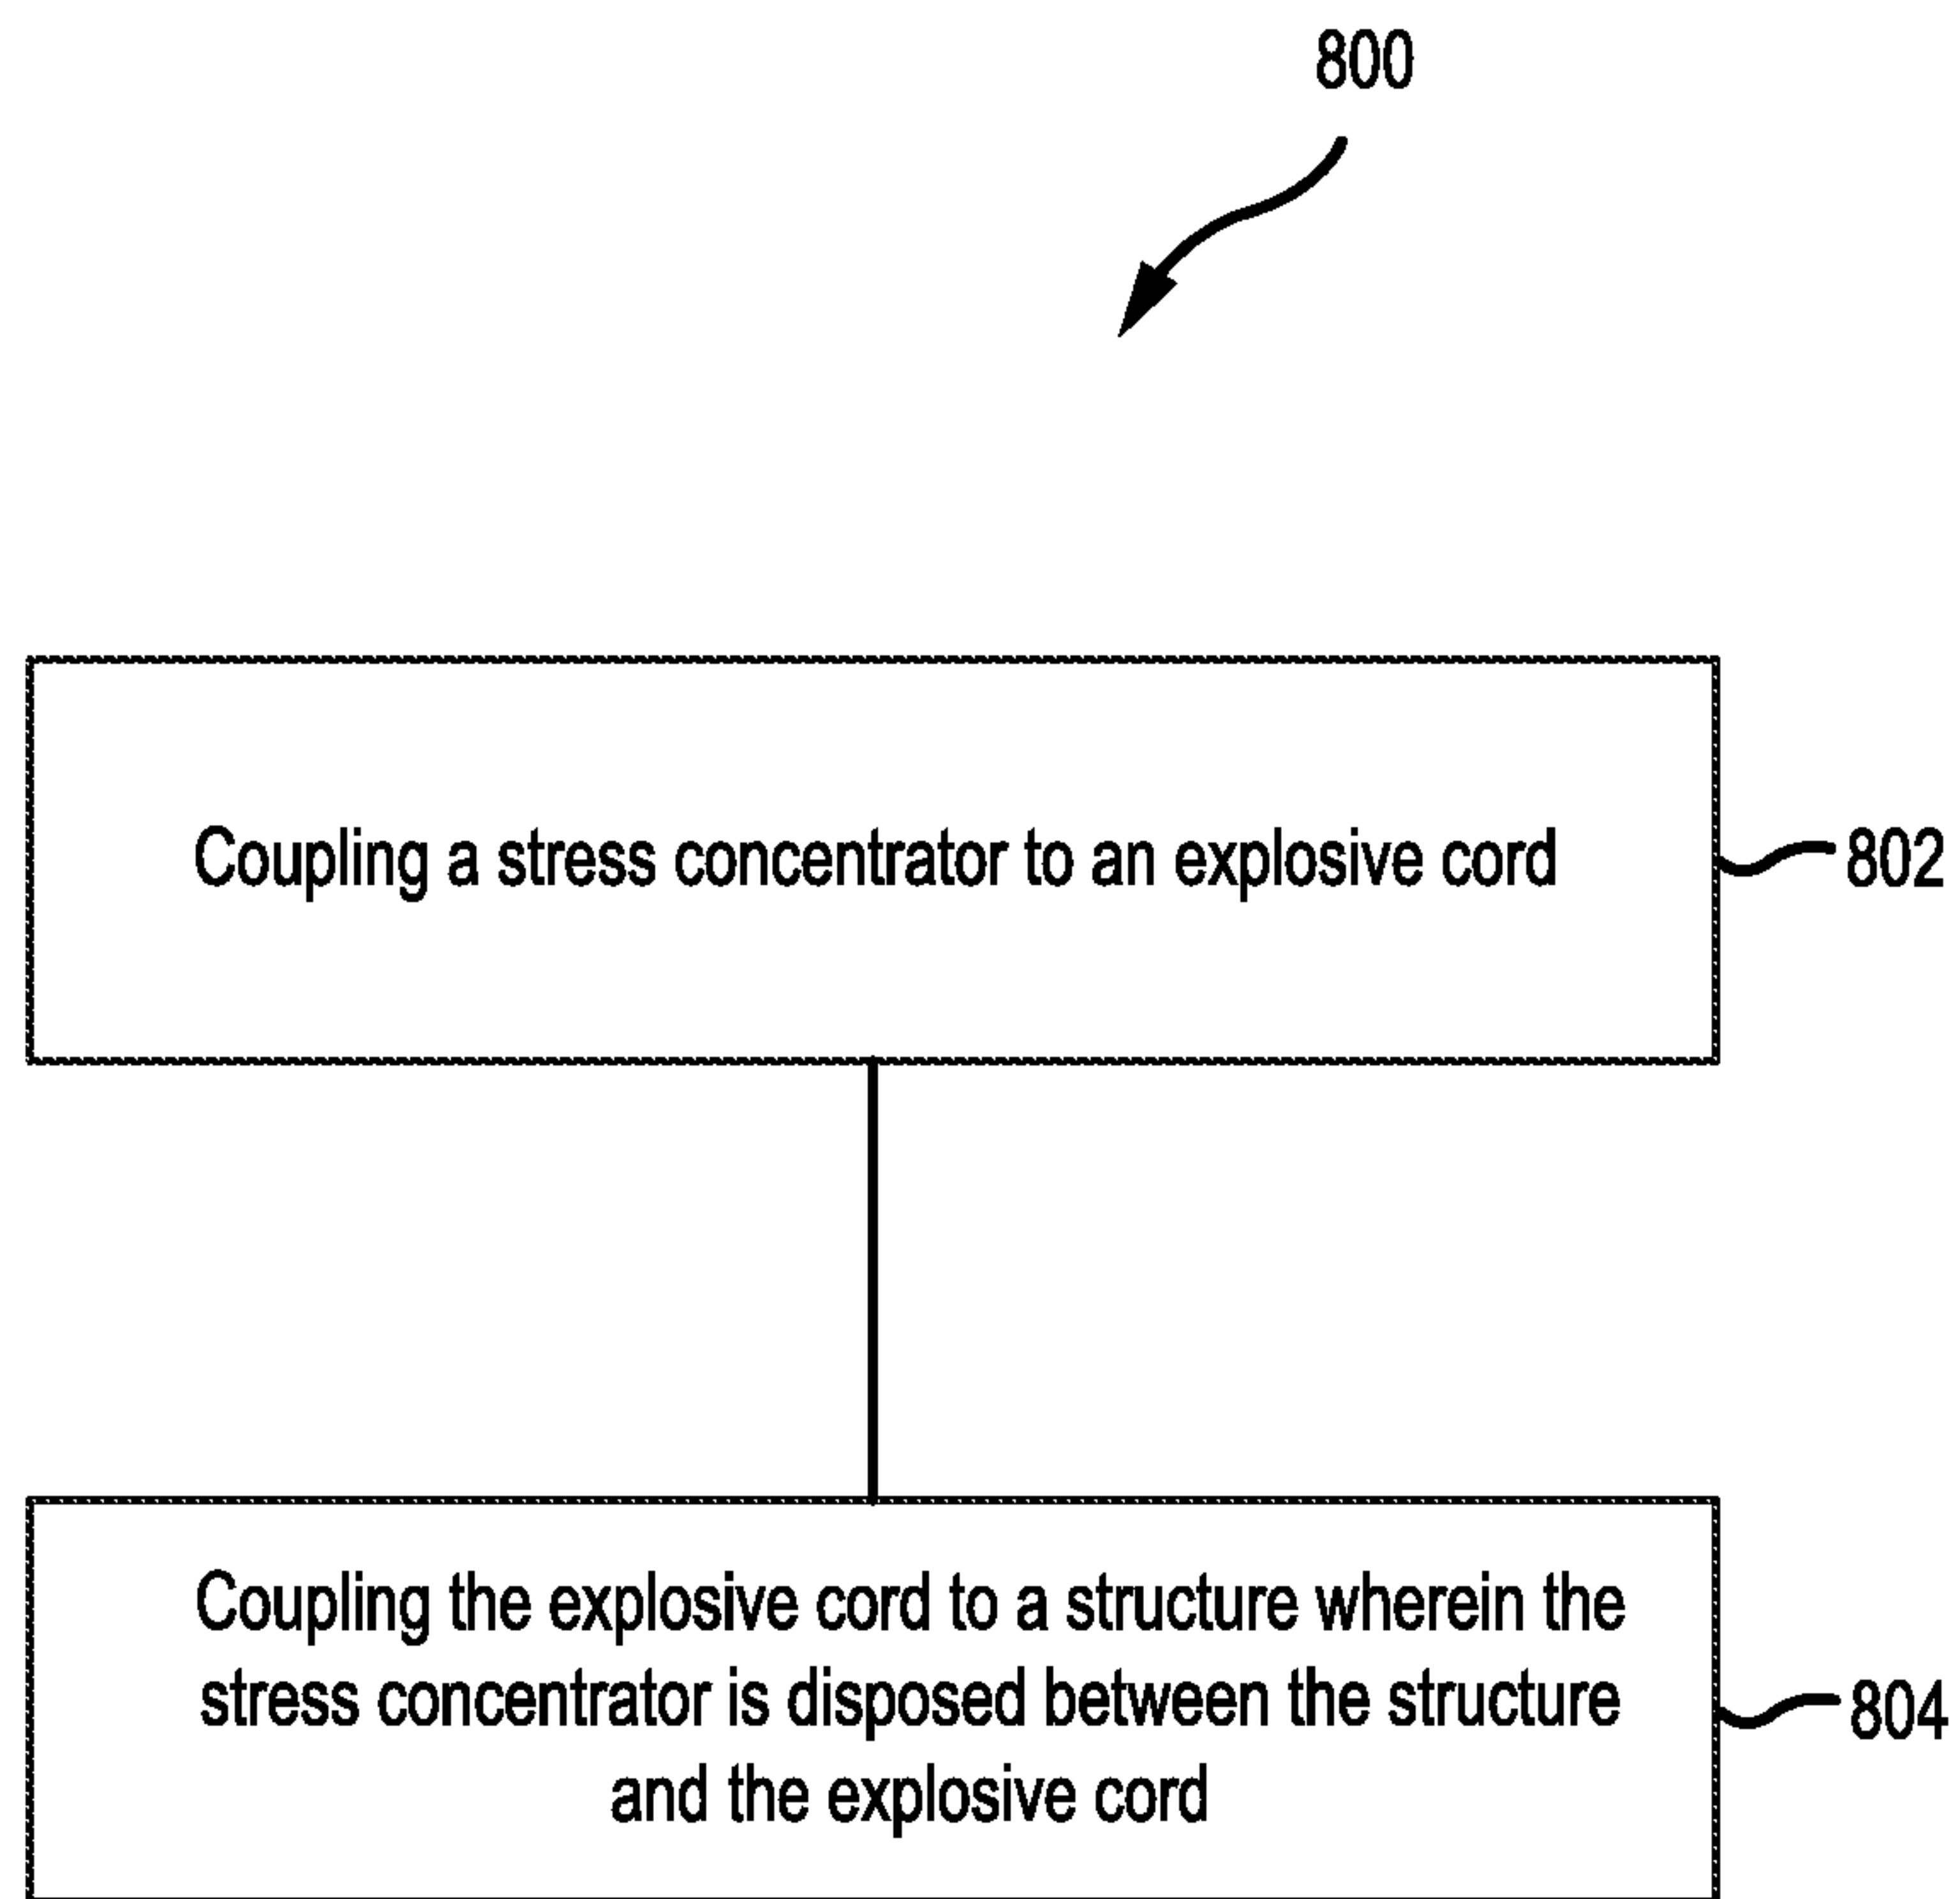 800
Coupling a stress concentrator to an explosive cord
802
Coupling the explosive cord to a structure wherein the
stress concentrator is disposed between the structure
and the explosive cord
804